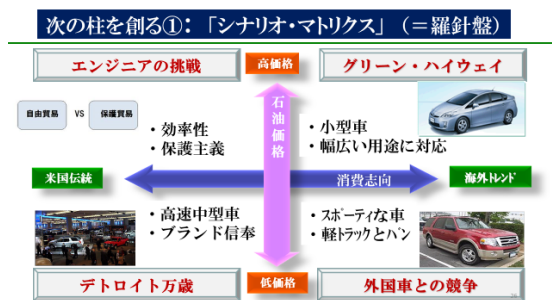 次の柱を創る①:「シナリオ・マトリクス」(=羅針盤)
エンジニアの挑戦
高価格
グリーン・ハイウェイ
自由貿易
VS
保護貿易
石油価格
・効率性
・保護主義
・小型車
・幅広い用途に対応
米国伝統
消費志向
海外トレンド
・高速中型車
・ブランド信奉
・スポーティな車
・軽トラックとバン
デトロイト万歳
低価格
外国車との競争